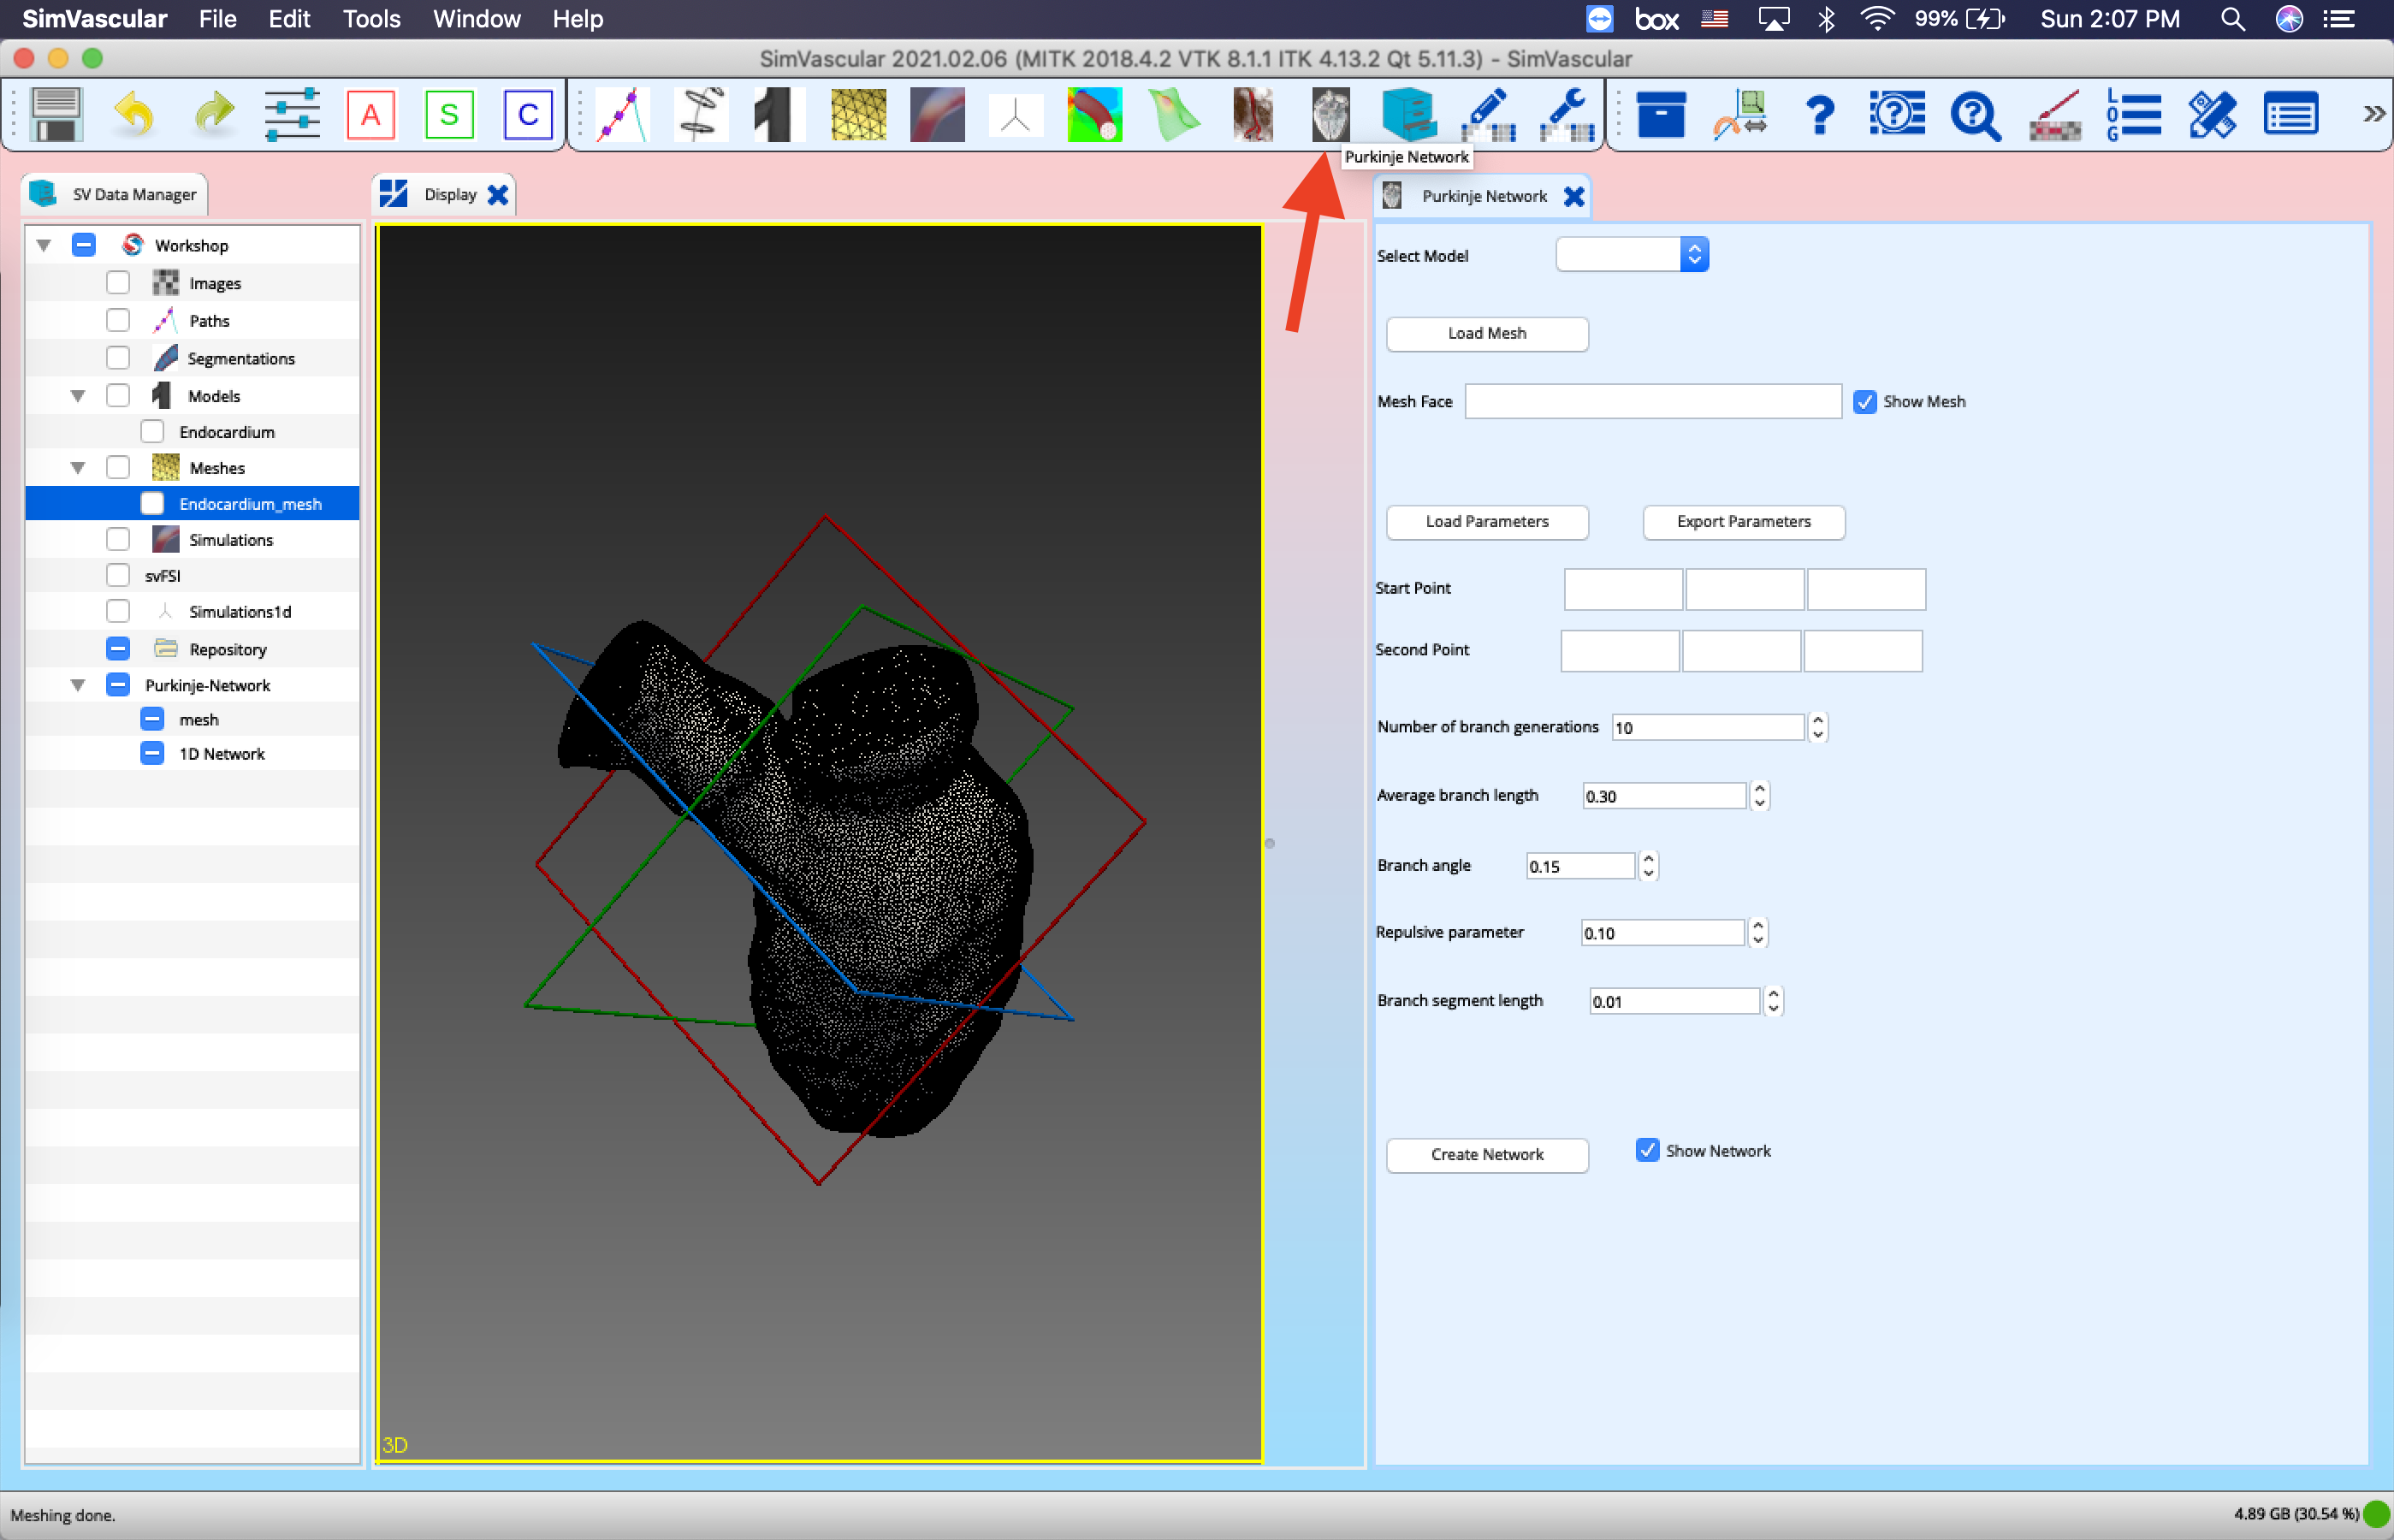 SimVascular File Edit Tools Window Help box 99% Sun 2:07 PM
SimVascular 2021.02.06 (MITK 2018.4.2 VTK 8.1.1 ITK 4.13.2 Qt 5.11.3) - SimVascular
A S C LOG
Purkinje Network
SV Data Manager
Workshop
Images
Paths
Segmentations
Models
Endocardium
Meshes
Endocardium_mesh
Simulations
svFSI
Simulations1d
Repository
Purkinje-Network
mesh
1D Network
Display
3D
Purkinje Network
Select Model
Load Mesh
Mesh Face Show Mesh
Load Parameters Export Parameters
Start Point
Second Point
Number of branch generations 10
Average branch length 0.30
Branch angle 0.15
Repulsive parameter 0.10
Branch segment length 0.01
Create Network Show Network
Meshing done. 4.89 GB (30.54 %)